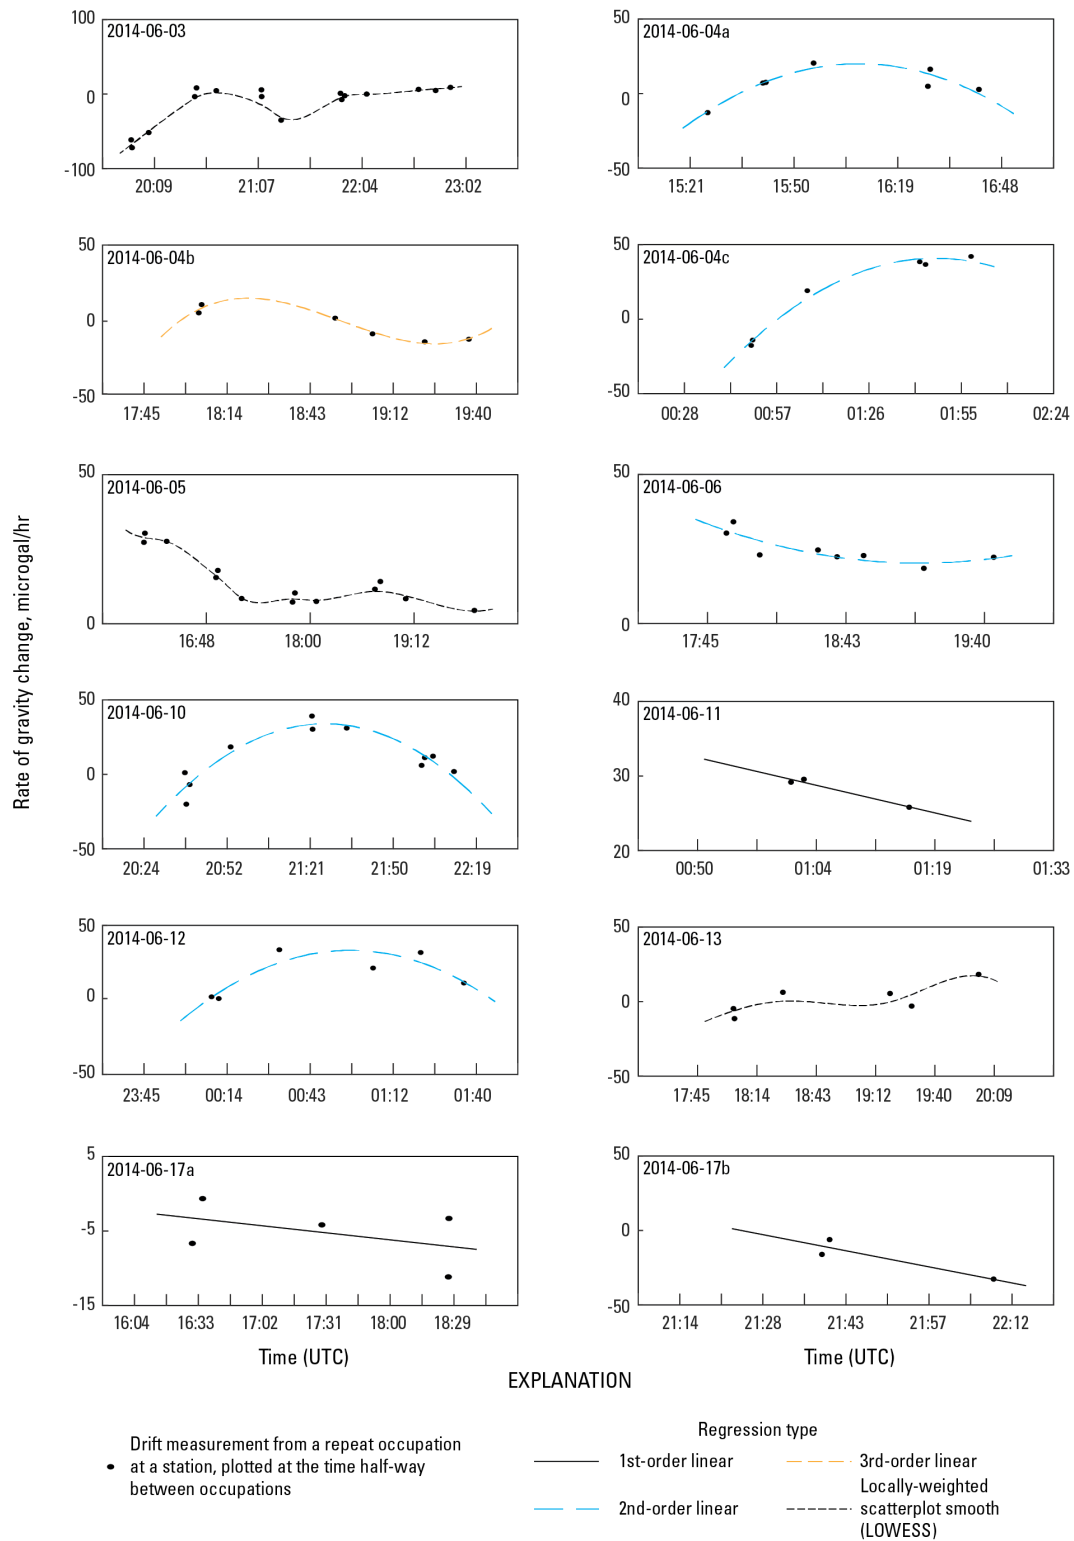 Rate of gravity change, microgal/hr
2014-06-03
100
0
-100
20:09 21:07 22:04 23:02
2014-06-04a
50
0
-50
15:21 15:50 16:19 16:48
2014-06-04b
50
0
-50
17:45 18:14 18:43 19:12 19:40
2014-06-04c
50
0
-50
00:28 00:57 01:26 01:55 02:24
2014-06-05
50
0
16:48 18:00 19:12
2014-06-06
50
0
17:45 18:43 19:40
2014-06-10
50
0
-50
20:24 20:52 21:21 21:50 22:19
2014-06-11
40
30
20
00:50 01:04 01:19 01:33
2014-06-12
50
0
-50
23:45 00:14 00:43 01:12 01:40
2014-06-13
50
0
-50
17:45 18:14 18:43 19:12 19:40 20:09
2014-06-17a
5
-5
-15
16:04 16:33 17:02 17:31 18:00 18:29
Time (UTC)
2014-06-17b
50
0
-50
21:14 21:28 21:43 21:57 22:12
Time (UTC)
EXPLANATION
Drift measurement from a repeat occupation
at a station, plotted at the time half-way
between occupations
Regression type
1st-order linear
2nd-order linear
3rd-order linear
Locally-weighted
scatterplot smooth
(LOWESS)